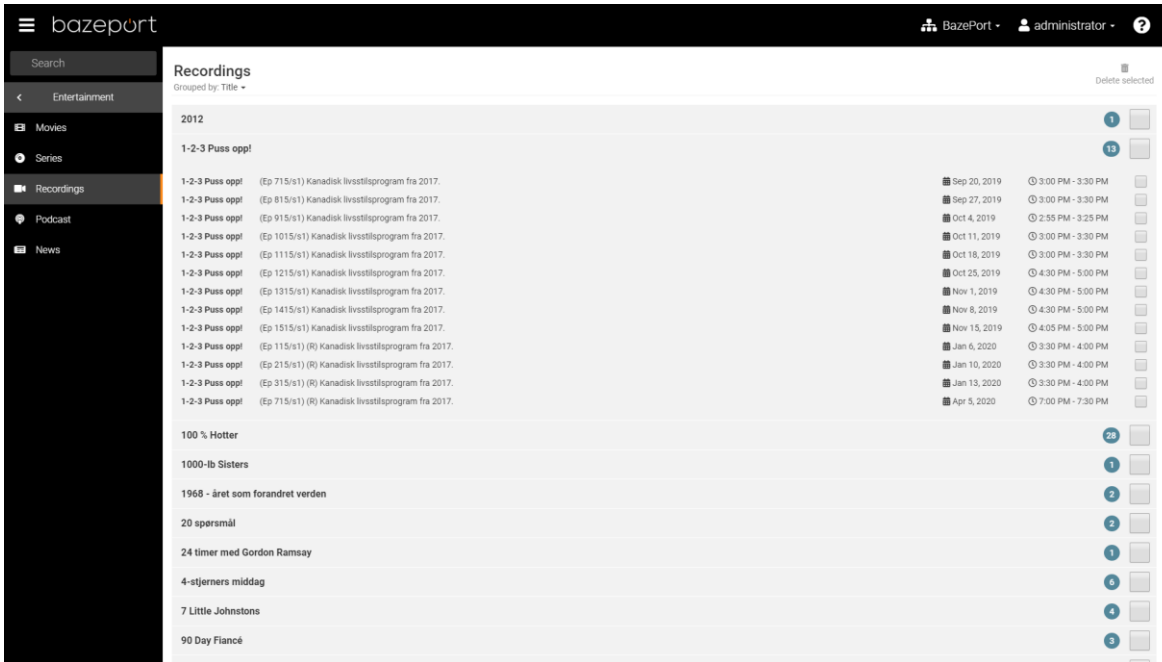 bazeport
BazePort
administrator
?
Search
Entertainment
Movies
Series
Recordings
Podcast
News
Recordings
Grouped by: Title
Delete selected
2012 1
1-2-3 Puss opp! 13
1-2-3 Puss opp! (Ep 715/s1) Kanadisk livsstilsprogram fra 2017. Sep 20, 2019 3:00 PM - 3:30 PM
1-2-3 Puss opp! (Ep 815/s1) Kanadisk livsstilsprogram fra 2017. Sep 27, 2019 3:00 PM - 3:30 PM
1-2-3 Puss opp! (Ep 915/s1) Kanadisk livsstilsprogram fra 2017. Oct 4, 2019 2:55 PM - 3:25 PM
1-2-3 Puss opp! (Ep 1015/s1) Kanadisk livsstilsprogram fra 2017. Oct 11, 2019 3:00 PM - 3:30 PM
1-2-3 Puss opp! (Ep 1115/s1) Kanadisk livsstilsprogram fra 2017. Oct 18, 2019 3:00 PM - 3:30 PM
1-2-3 Puss opp! (Ep 1215/s1) Kanadisk livsstilsprogram fra 2017. Oct 25, 2019 4:30 PM - 5:00 PM
1-2-3 Puss opp! (Ep 1315/s1) Kanadisk livsstilsprogram fra 2017. Nov 1, 2019 4:30 PM - 5:00 PM
1-2-3 Puss opp! (Ep 1415/s1) Kanadisk livsstilsprogram fra 2017. Nov 8, 2019 4:30 PM - 5:00 PM
1-2-3 Puss opp! (Ep 1515/s1) Kanadisk livsstilsprogram fra 2017. Nov 15, 2019 4:05 PM - 5:00 PM
1-2-3 Puss opp! (Ep 115/s1) (R) Kanadisk livsstilsprogram fra 2017. Jan 6, 2020 3:30 PM - 4:00 PM
1-2-3 Puss opp! (Ep 215/s1) (R) Kanadisk livsstilsprogram fra 2017. Jan 10, 2020 3:30 PM - 4:00 PM
1-2-3 Puss opp! (Ep 315/s1) (R) Kanadisk livsstilsprogram fra 2017. Jan 13, 2020 3:30 PM - 4:00 PM
1-2-3 Puss opp! (Ep 715/s1) (R) Kanadisk livsstilsprogram fra 2017. Apr 5, 2020 7:00 PM - 7:30 PM
100 % Hotter 28
1000-lb Sisters 1
1968 - året som forandret verden 2
20 spørsmål 2
24 timer med Gordon Ramsay 1
4-stjerners middag 6
7 Little Johnstons 4
90 Day Fiancé 3